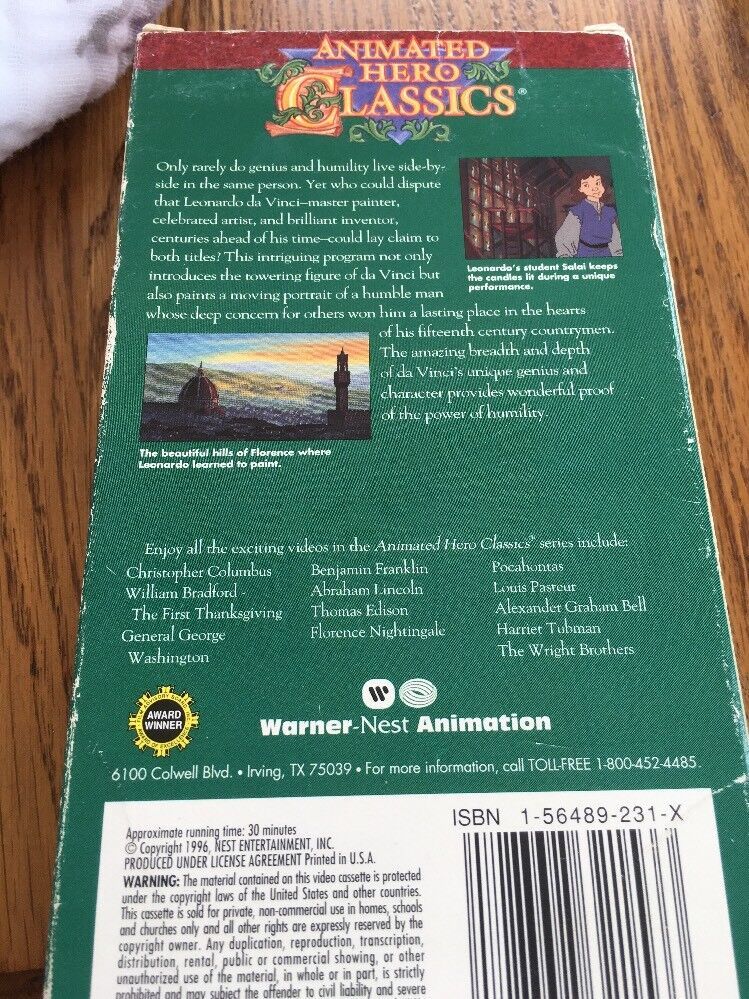 ANIMATED
HERO
CLASSICS®
Only rarely do genius and humility live side-by-
side in the same person. Yet who could dispute
that Leonardo da Vinci–master painter,
celebrated artist, and brilliant inventor,
centuries ahead of his time–could lay claim to
both titles? This intriguing program not only
introduces the towering figure of da Vinci but
also paints a moving portrait of a humble man
whose deep concern for others won him a lasting place in the hearts
of his fifteenth century countrymen.
The amazing breadth and depth
of da Vinci's unique genius and
character provides wonderful proof
of the power of humility.
Leonardo's student Salai keeps
the candles lit during a unique
performance.
The beautiful hills of Florence where
Leonardo learned to paint.
Enjoy all the exciting videos in the Animated Hero Classics® series include:
Christopher Columbus
William Bradford -
The First Thanksgiving
General George
Washington
Benjamin Franklin
Abraham Lincoln
Thomas Edison
Florence Nightingale
Pocahontas
Louis Pasteur
Alexander Graham Bell
Harriet Tubman
The Wright Brothers
AWARD
WINNER
Warner-Nest Animation
6100 Colwell Blvd. • Irving, TX 75039 • For more information, call TOLL-FREE 1-800-452-4485.
Approximate running time: 30 minutes
© Copyright 1996, NEST ENTERTAINMENT, INC.
PRODUCED UNDER LICENSE AGREEMENT Printed in U.S.A.
WARNING: The material contained on this video cassette is protected
under the copyright laws of the United States and other countries.
This cassette is sold for private, non-commercial use in homes, schools
and churches only and all other rights are expressly reserved by the
copyright owner. Any duplication, reproduction, transcription,
distribution, rental, public or commercial showing, or other
unauthorized use of the material, in whole or in part, is strictly
prohibited and may subject the offender to civil liability and severe
ISBN 1-56489-231-X